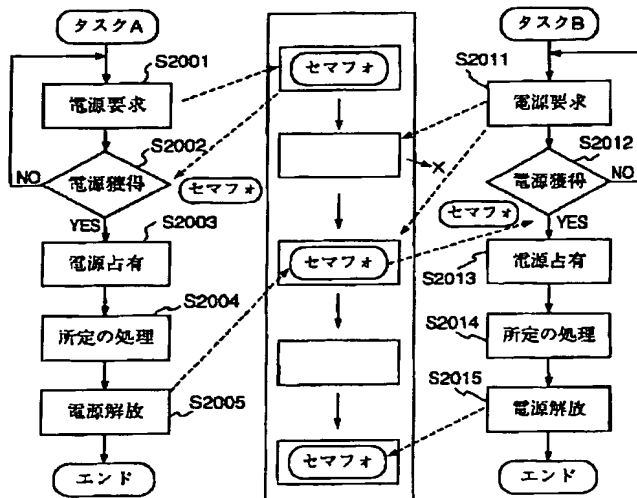 タスクA
S2001
電源要求
S2002
電源獲得
NO
YES
S2003
電源占有
S2004
所定の処理
電源解放
S2005
エンド
セマフォ
セマフォ
セマフォ
セマフォ
セマフォ
タスクB
S2011
電源要求
S2012
電源獲得
NO
YES
電源占有
S2013
所定の処理
S2014
S2015
電源解放
エンド